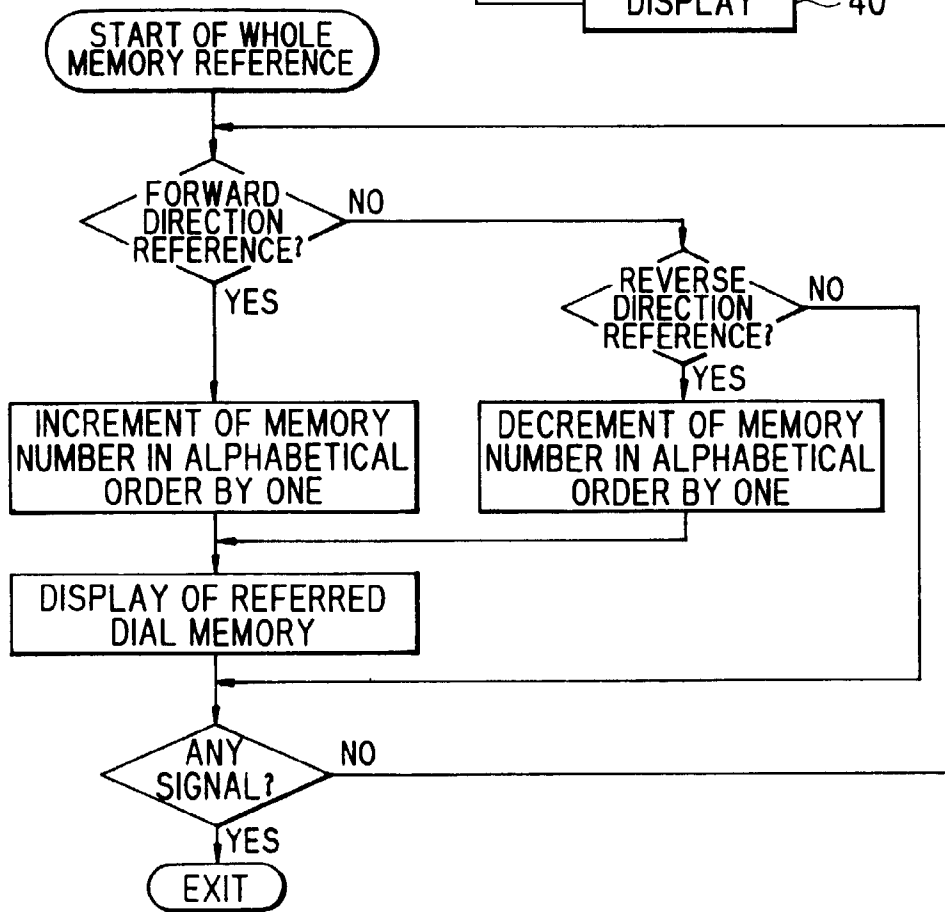 DISPLAY 40
START OF WHOLE
MEMORY REFERENCE
FORWARD
DIRECTION
REFERENCE?
NO
YES
REVERSE
DIRECTION
REFERENCE?
NO
YES
INCREMENT OF MEMORY
NUMBER IN ALPHABETICAL
ORDER BY ONE
DECREMENT OF MEMORY
NUMBER IN ALPHABETICAL
ORDER BY ONE
DISPLAY OF REFERRED
DIAL MEMORY
ANY
SIGNAL?
NO
YES
EXIT